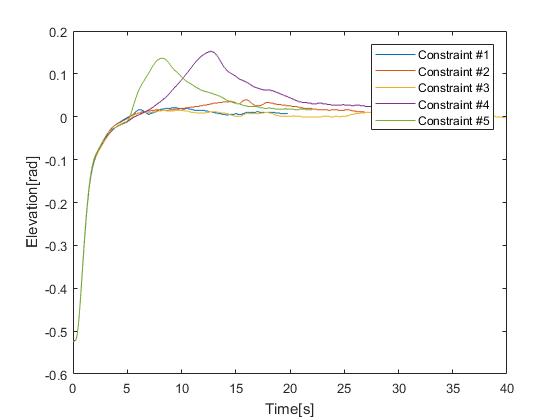 0.2
0.1
0
-0.1
-0.2
-0.3
-0.4
-0.5
-0.6
Elevation[rad]
Constraint #1
Constraint #2
Constraint #3
Constraint #4
Constraint #5
0 5 10 15 20 25 30 35 40
Time[s]